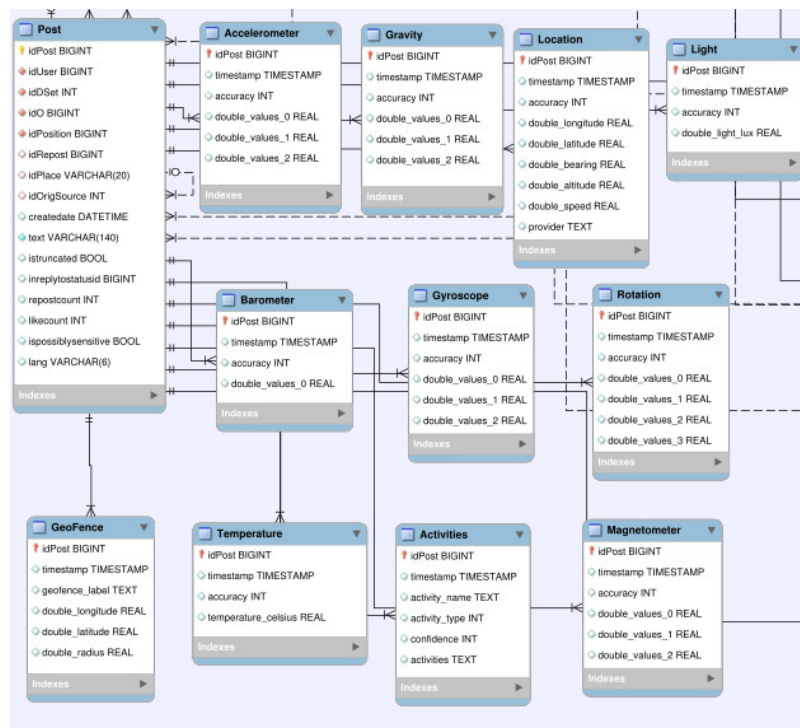 Post
idPost BIGINT
idUser BIGINT
idDSet INT
idO BIGINT
idPosition BIGINT
idRepost BIGINT
idPlace VARCHAR(20)
idOrigSource INT
createdate DATETIME
text VARCHAR(140)
istruncated BOOL
inreplytostatusid BIGINT
repostcount INT
likecount INT
ispossiblysensitive BOOL
lang VARCHAR(6)
Indexes
Accelerometer
idPost BIGINT
timestamp TIMESTAMP
accuracy INT
double_values_0 REAL
double_values_1 REAL
double_values_2 REAL
Indexes
Gravity
idPost BIGINT
timestamp TIMESTAMP
accuracy INT
double_values_0 REAL
double_values_1 REAL
double_values_2 REAL
Indexes
Location
idPost BIGINT
timestamp TIMESTAMP
accuracy INT
double_longitude REAL
double_latitude REAL
double_bearing REAL
double_altitude REAL
double_speed REAL
provider TEXT
Indexes
Light
idPost BIGINT
timestamp TIMESTAMP
accuracy INT
double_light_lux REAL
Indexes
Barometer
idPost BIGINT
timestamp TIMESTAMP
accuracy INT
double_values_0 REAL
Indexes
Gyroscope
idPost BIGINT
timestamp TIMESTAMP
accuracy INT
double_values_0 REAL
double_values_1 REAL
double_values_2 REAL
Indexes
Rotation
idPost BIGINT
timestamp TIMESTAMP
accuracy INT
double_values_0 REAL
double_values_1 REAL
double_values_2 REAL
double_values_3 REAL
Indexes
GeoFence
idPost BIGINT
timestamp TIMESTAMP
geofence_label TEXT
double_longitude REAL
double_latitude REAL
double_radius REAL
Indexes
Temperature
idPost BIGINT
timestamp TIMESTAMP
accuracy INT
temperature_celsius REAL
Indexes
Activities
idPost BIGINT
timestamp TIMESTAMP
activity_name TEXT
activity_type INT
confidence INT
activities TEXT
Indexes
Magnetometer
idPost BIGINT
timestamp TIMESTAMP
accuracy INT
double_values_0 REAL
double_values_1 REAL
double_values_2 REAL
Indexes